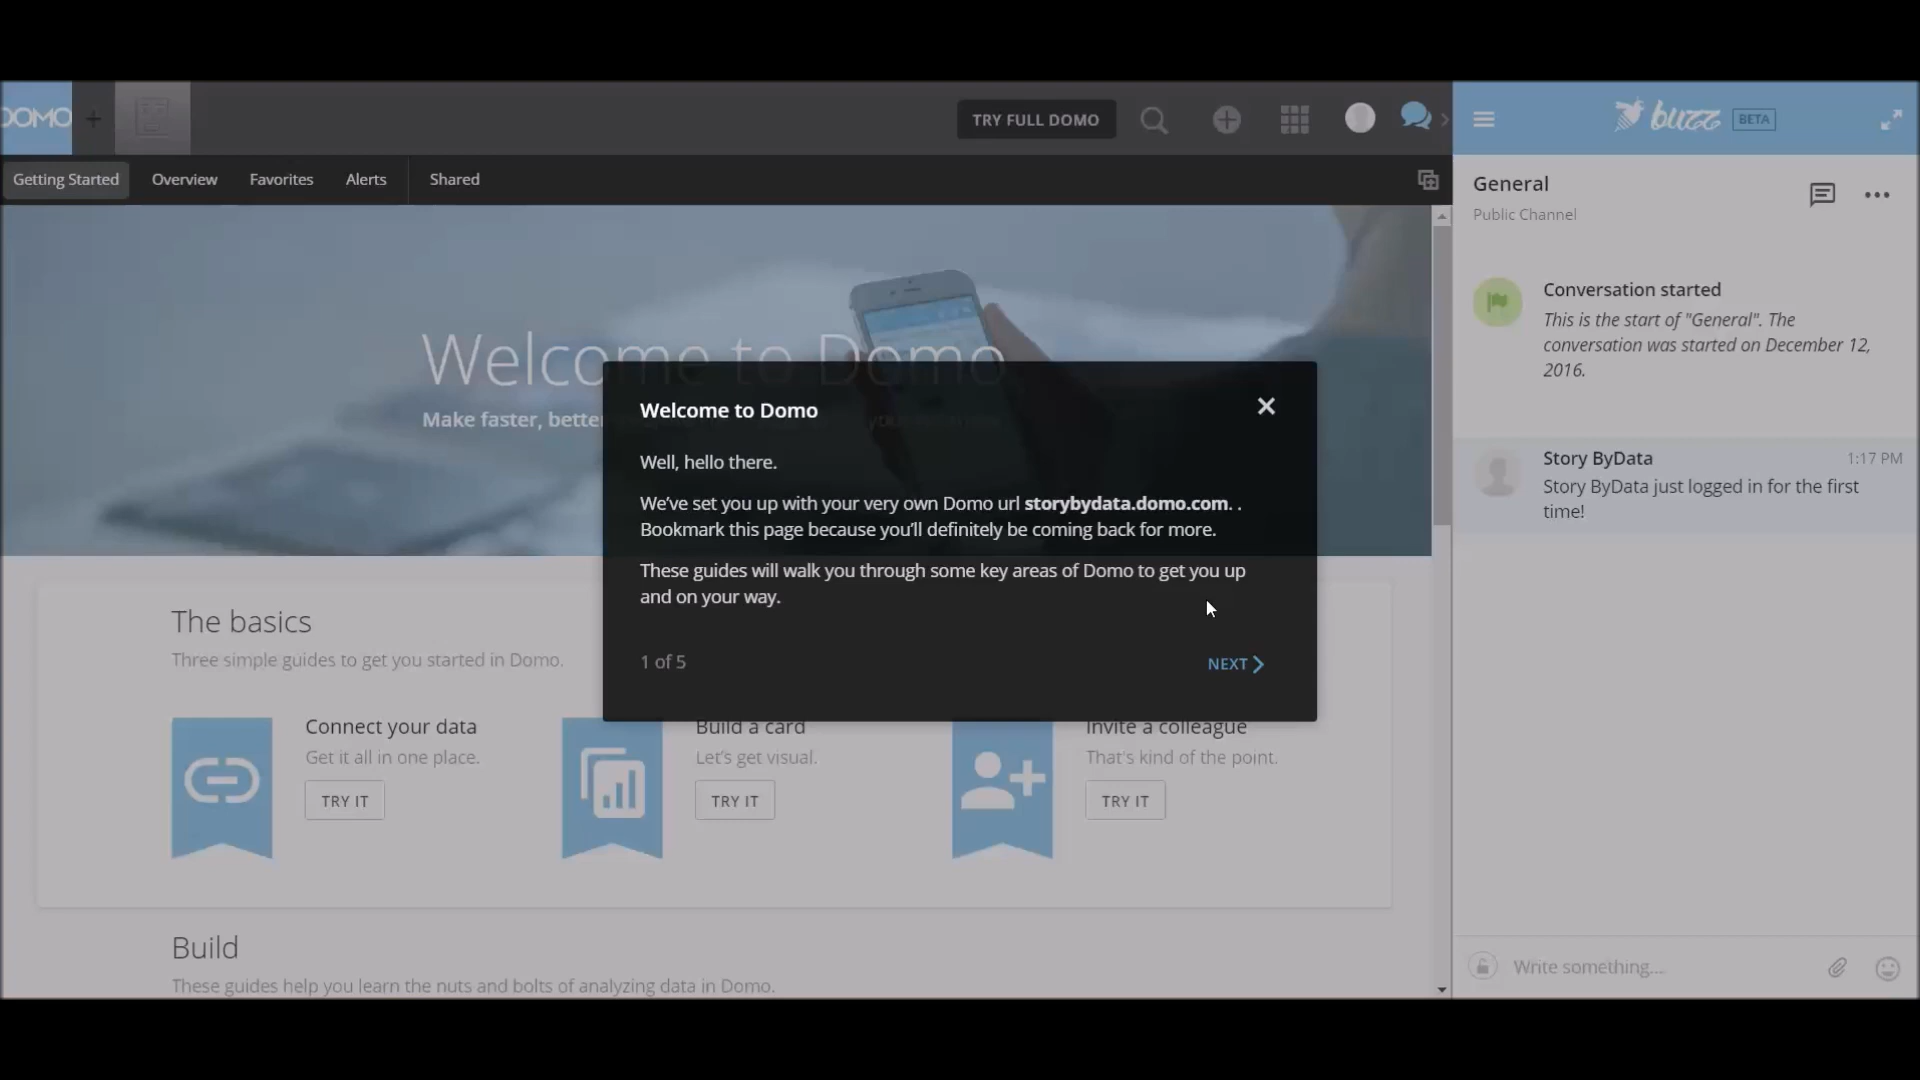 DOMO
TRY FULL DOMO
buzz BETA
Getting Started
Overview
Favorites
Alerts
Shared
General
Public Channel
Welcome to Domo
Make faster, better
Conversation started
This is the start of "General". The
conversation was started on December 12,
2016.
Story ByData 1:17 PM
Story ByData just logged in for the first
time!
Welcome to Domo
Well, hello there.
We've set you up with your very own Domo url storybydata.domo.com. .
Bookmark this page because you'll definitely be coming back for more.
These guides will walk you through some key areas of Domo to get you up
and on your way.
1 of 5
NEXT
The basics
Three simple guides to get you started in Domo.
Connect your data
Get it all in one place.
TRY IT
Build a card
Let's get visual.
TRY IT
Invite a colleague
That's kind of the point.
TRY IT
Build
These guides help you learn the nuts and bolts of analyzing data in Domo.
Write something...